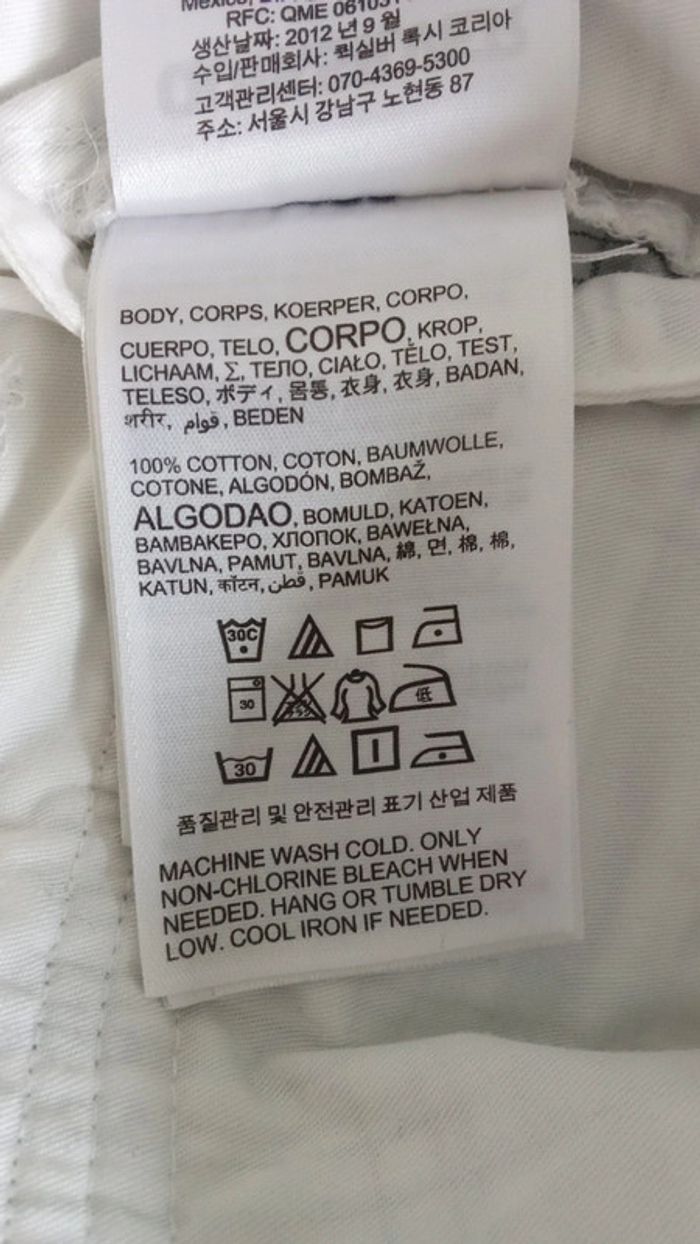 RFC: QME
생산날짜: 2012 년 9 월
수입/판매회사: 퀵실버 록시 코리아
고객관리센터: 070-4369-5300
주소: 서울시 강남구 노현동 87
BODY, CORPS, KOERPER, CORPO,
CUERPO, TELO, CORPO, KROP,
LICHAAM, Σ, ТЕЛО, CIAŁO, TĚLO, TEST,
TELESO, ボディ, 몸통, 衣身, 衣身, BADAN,
शरीर, قوام, BEDEN
100% COTTON, COTON, BAUMWOLLE,
COTONE, ALGODÓN, BOMBAŽ,
ALGODAO, BOMULD, KATOEN,
BAMBAKEPO, ХЛОПОК, BAWEŁNA,
BAVLNA, PAMUT, BAVLNA, 綿, 면, 棉, 棉,
KATUN, कॉटन, قطن, PAMUK
30C
30 低
30
품질관리 및 안전관리 표기 산업 제품
MACHINE WASH COLD. ONLY
NON-CHLORINE BLEACH WHEN
NEEDED. HANG OR TUMBLE DRY
LOW. COOL IRON IF NEEDED.